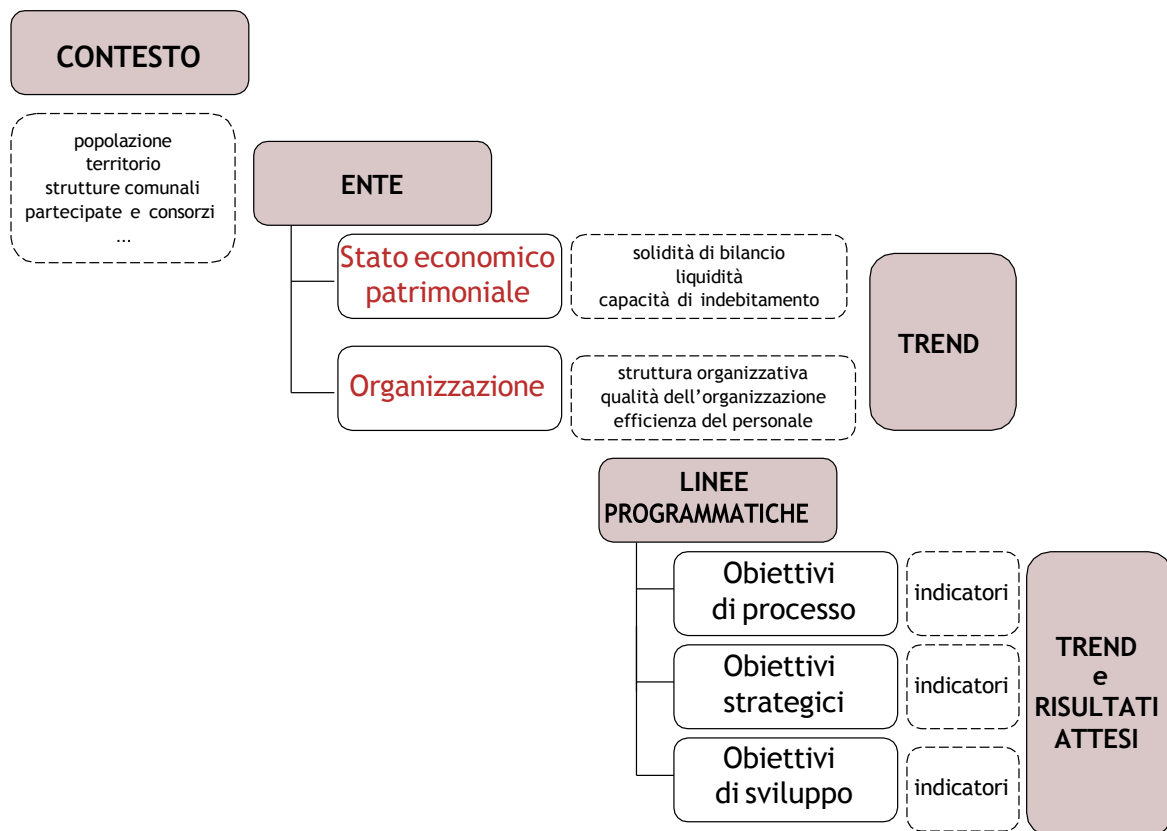 CONTESTO
popolazione
territorio
strutture comunali
partecipate e consorzi
...
ENTE
Stato economico
patrimoniale
solidità di bilancio
liquidità
capacità di indebitamento
TREND
Organizzazione
struttura organizzativa
qualità dell’organizzazione
efficienza del personale
LINEE
PROGRAMMATICHE
Obiettivi
di processo
indicatori
Obiettivi
strategici
indicatori
Obiettivi
di sviluppo
indicatori
TREND
e
RISULTATI
ATTESI